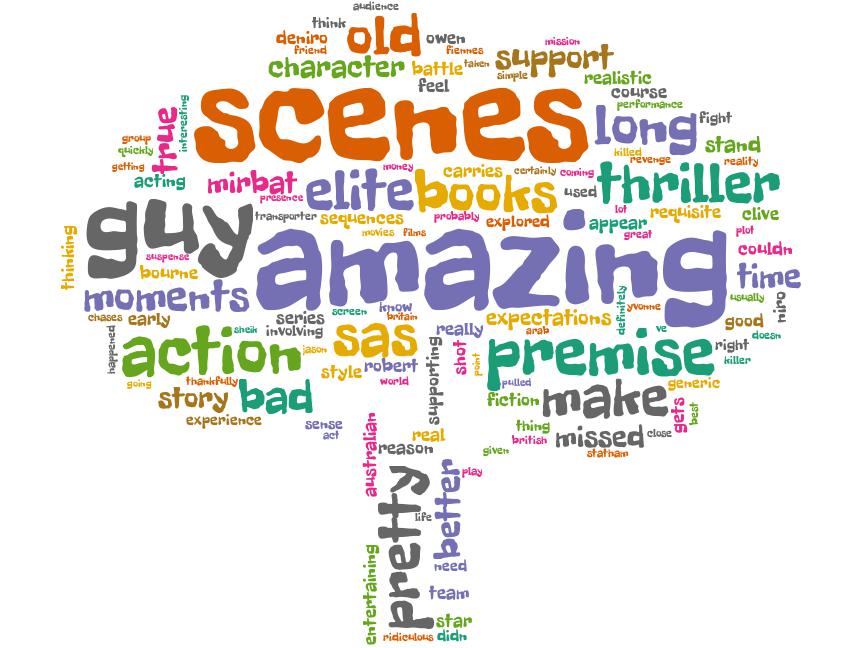 audience
think
old
deniro
owen
friend
fiennes
mission
character
battle
taken
support
simple
feel
realistic
course
performance
scenes
long
fight
true
interesting
group
quickly
getting
killed
revenge
stand
reality
acting
mirbat
presence
money
elite
carries
certainly
coming
books
used
thriller
guy
transporter
sequences
probably
explored
lot
appear
great
requisite
clive
movies
films
plot
thinking
suspense
bourne
amazing
couldn
time
moments
usually
niro
chases
early
series
involving
screen
know
britain
really
expectations
arab
definitely
yvonne
good
doesn
happened
sheik
action
jason
sas
supporting
shot
point
premise
ve
right
killer
going
thankfully
style
robert
world
pulled
generic
story
bad
experience
fiction
make
gets
best
sense
act
australian
real
reason
thing
british
missed
close
given
statham
pretty
better
play
life
need
entertaining
team
star
ridiculous
didn